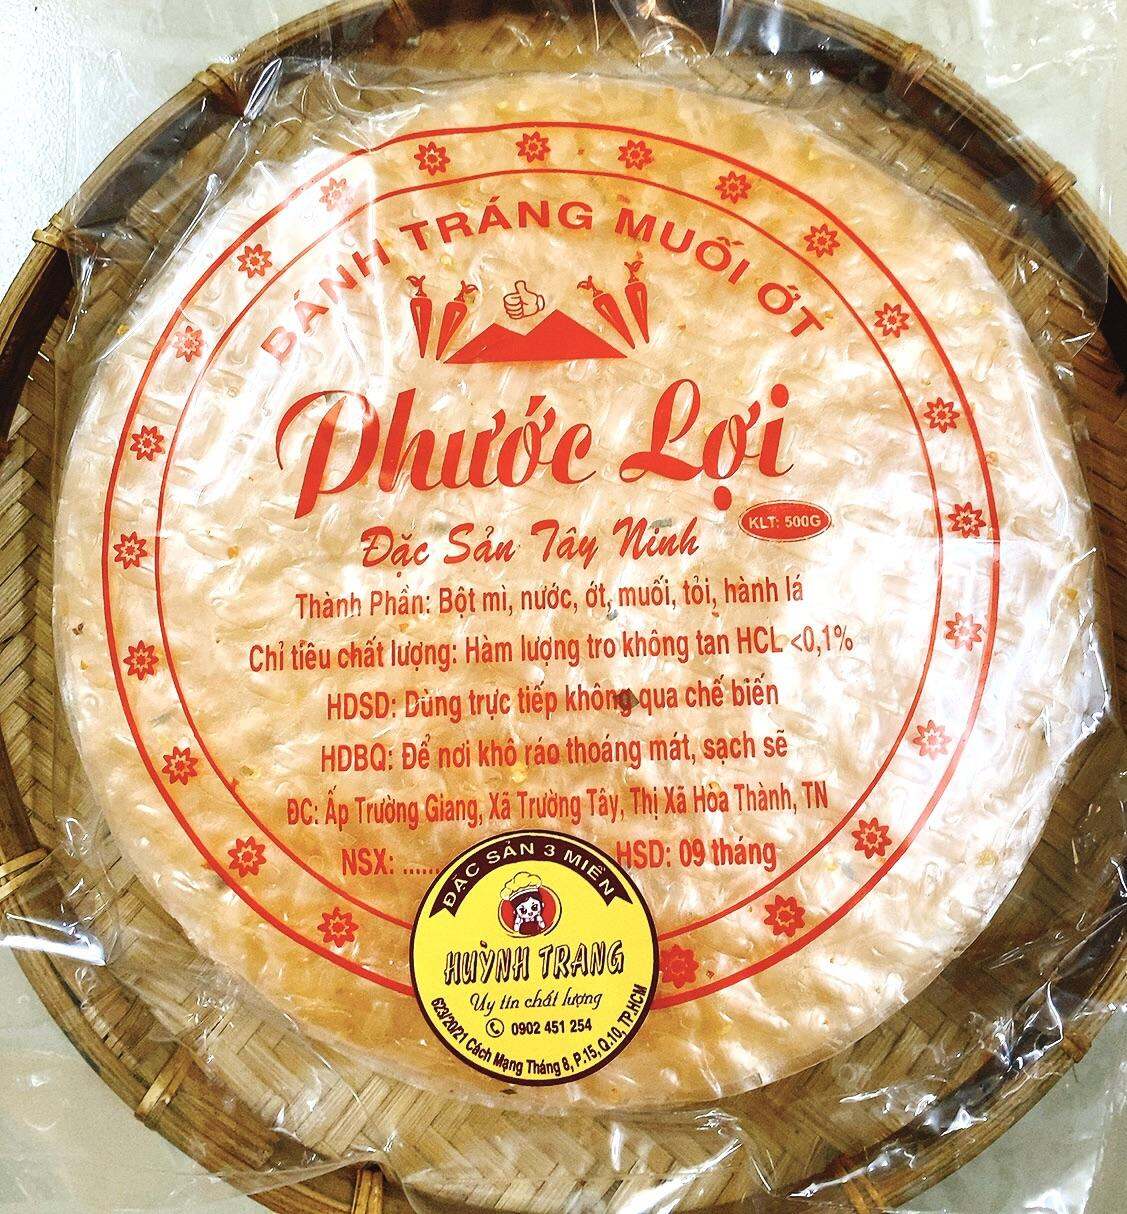 BÁNH TRÁNG MUỐI ỚT
Phước Lợi
KLT: 500G
Đặc Sản Tây Ninh
Thành Phần: Bột mì, nước, ớt, muối, tỏi, hành lá
Chỉ tiêu chất lượng: Hàm lượng tro không tan HCL <0,1%
HDSD: Dùng trực tiếp không qua chế biến
HDBQ: Để nơi khô ráo thoáng mát, sạch sẽ
ĐC: Ấp Trường Giang, Xã Trường Tây, Thị Xã Hòa Thành, TN
NSX: ...... HSD: 09 tháng
ĐẶC SẢN 3 MIỀN
HUỲNH TRANG
Uy tín chất lượng
0902 451 254
623/20/21 Cách Mạng Tháng 8, P.15, Q.10, TP.HCM